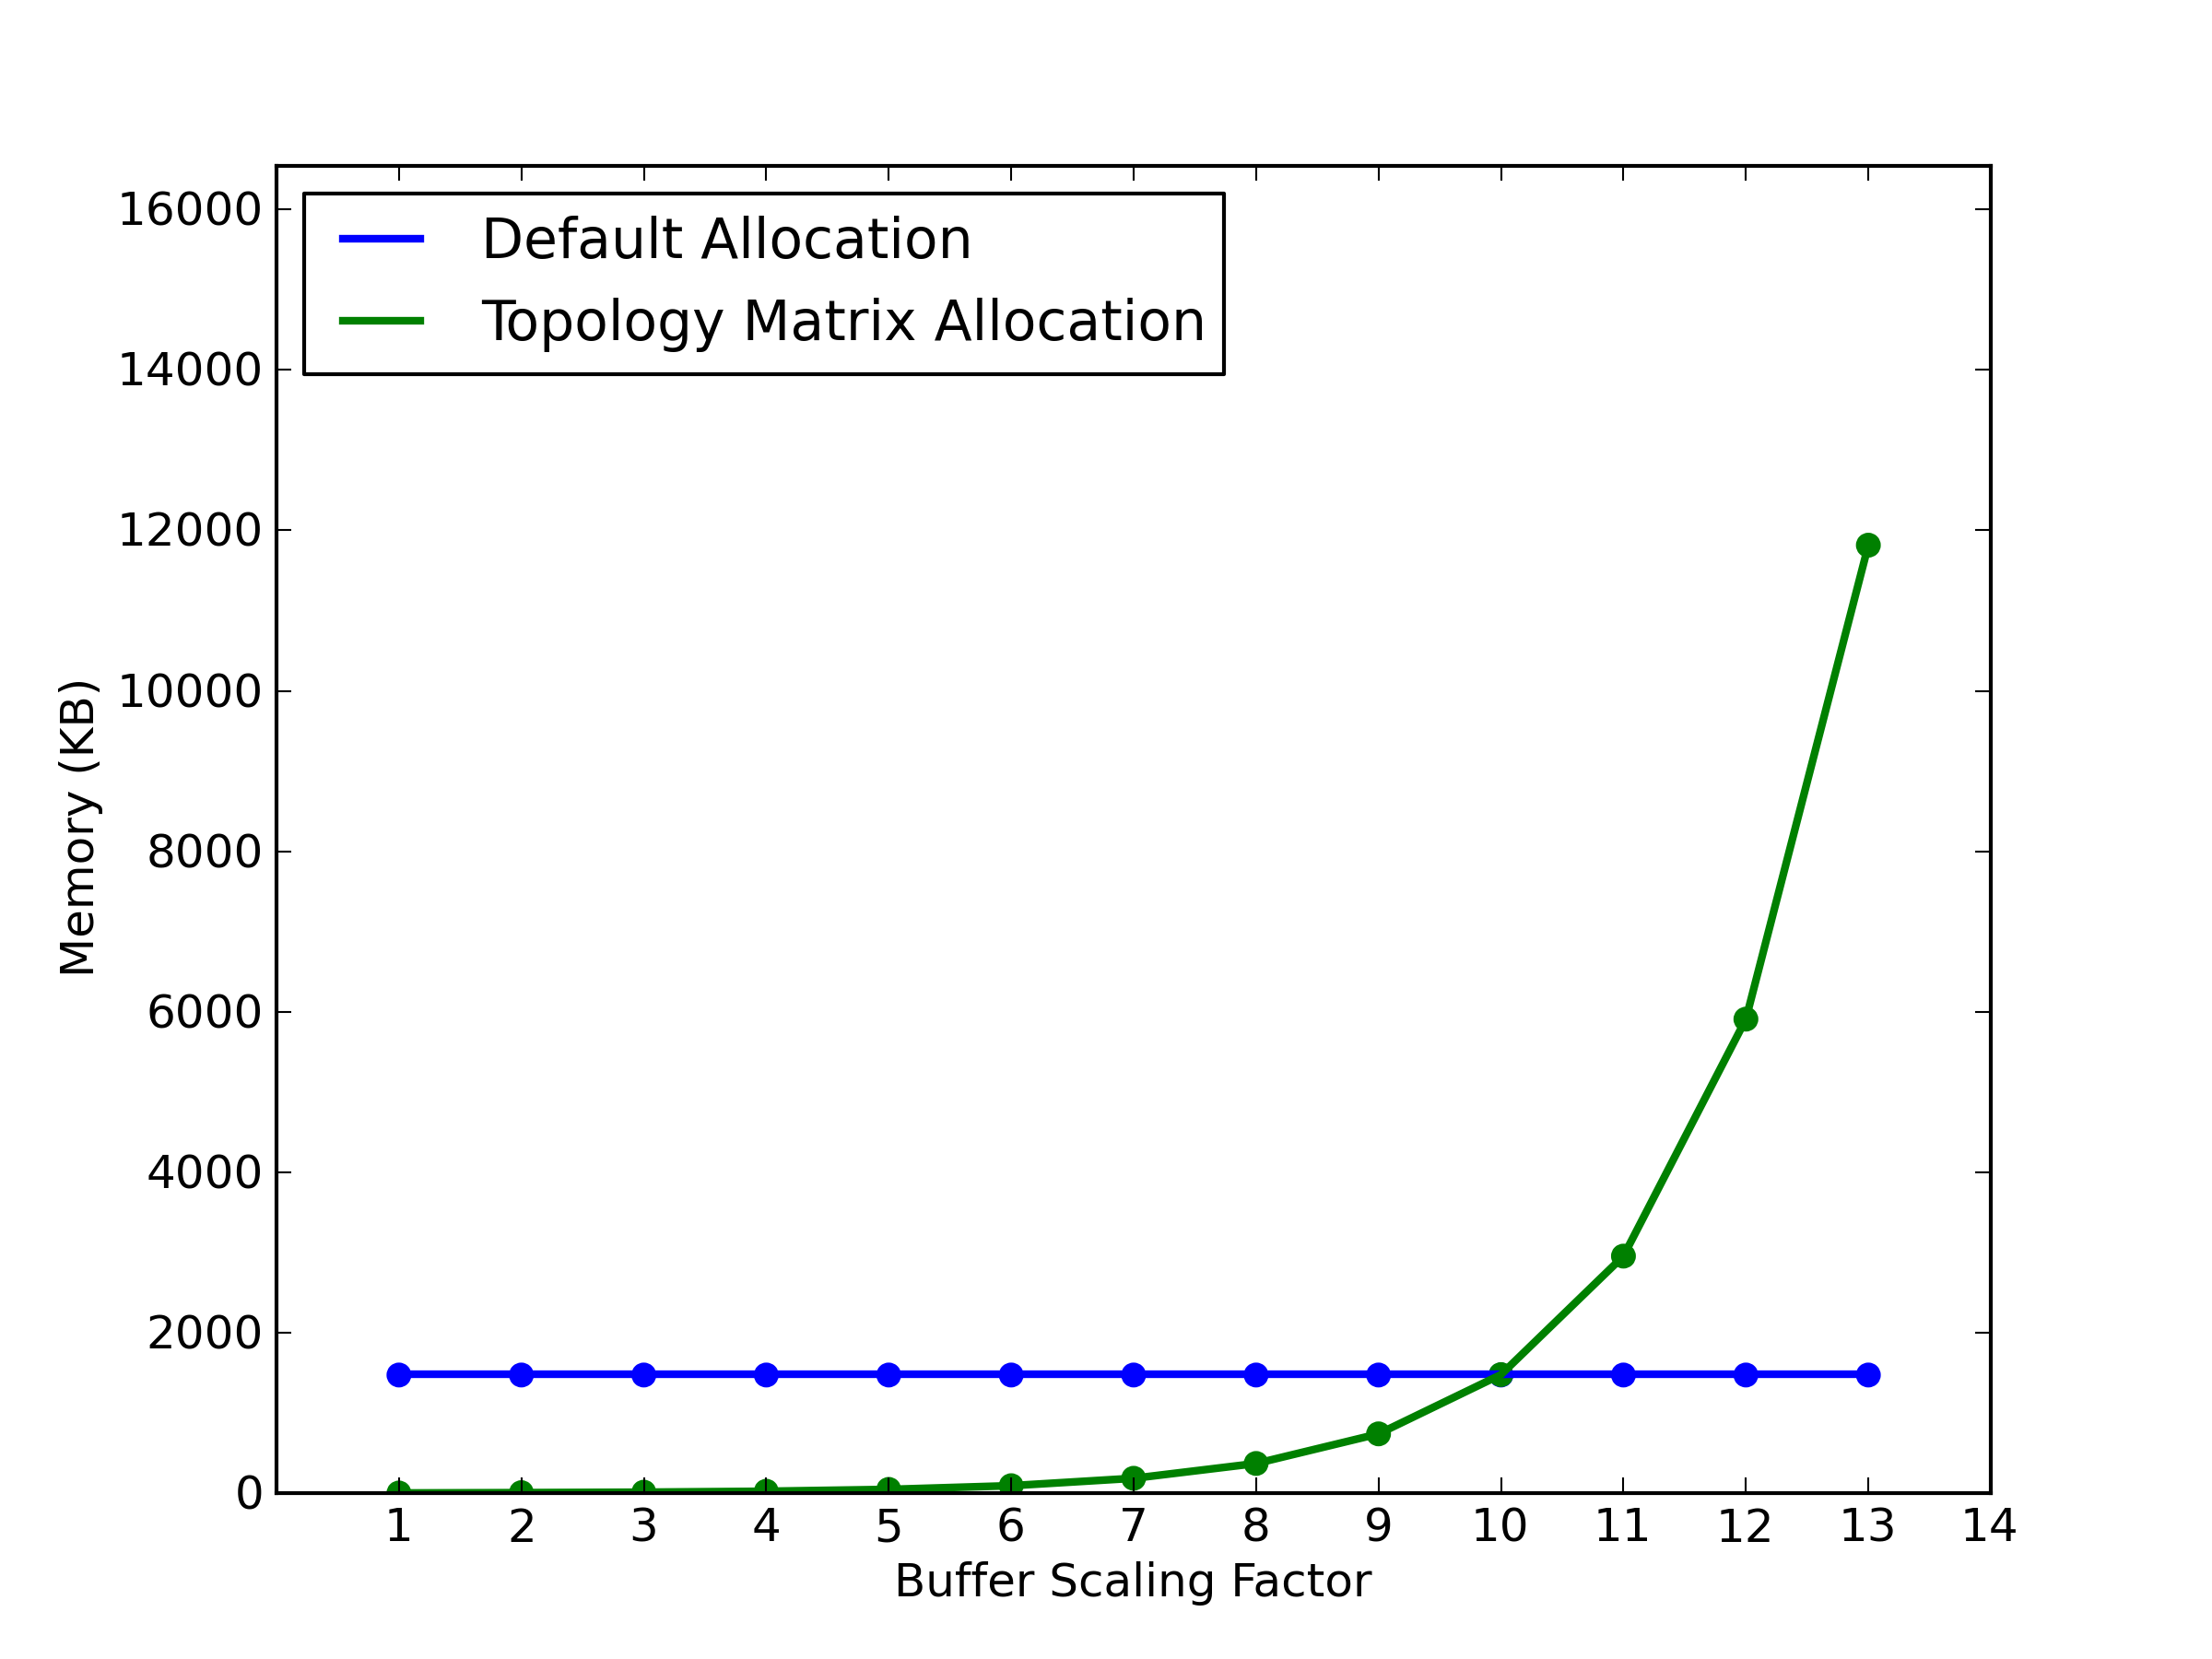 Default Allocation
Topology Matrix Allocation
16000
14000
12000
10000
8000
6000
4000
2000
0
Memory (KB)
1 2 3 4 5 6 7 8 9 10 11 12 13 14
Buffer Scaling Factor